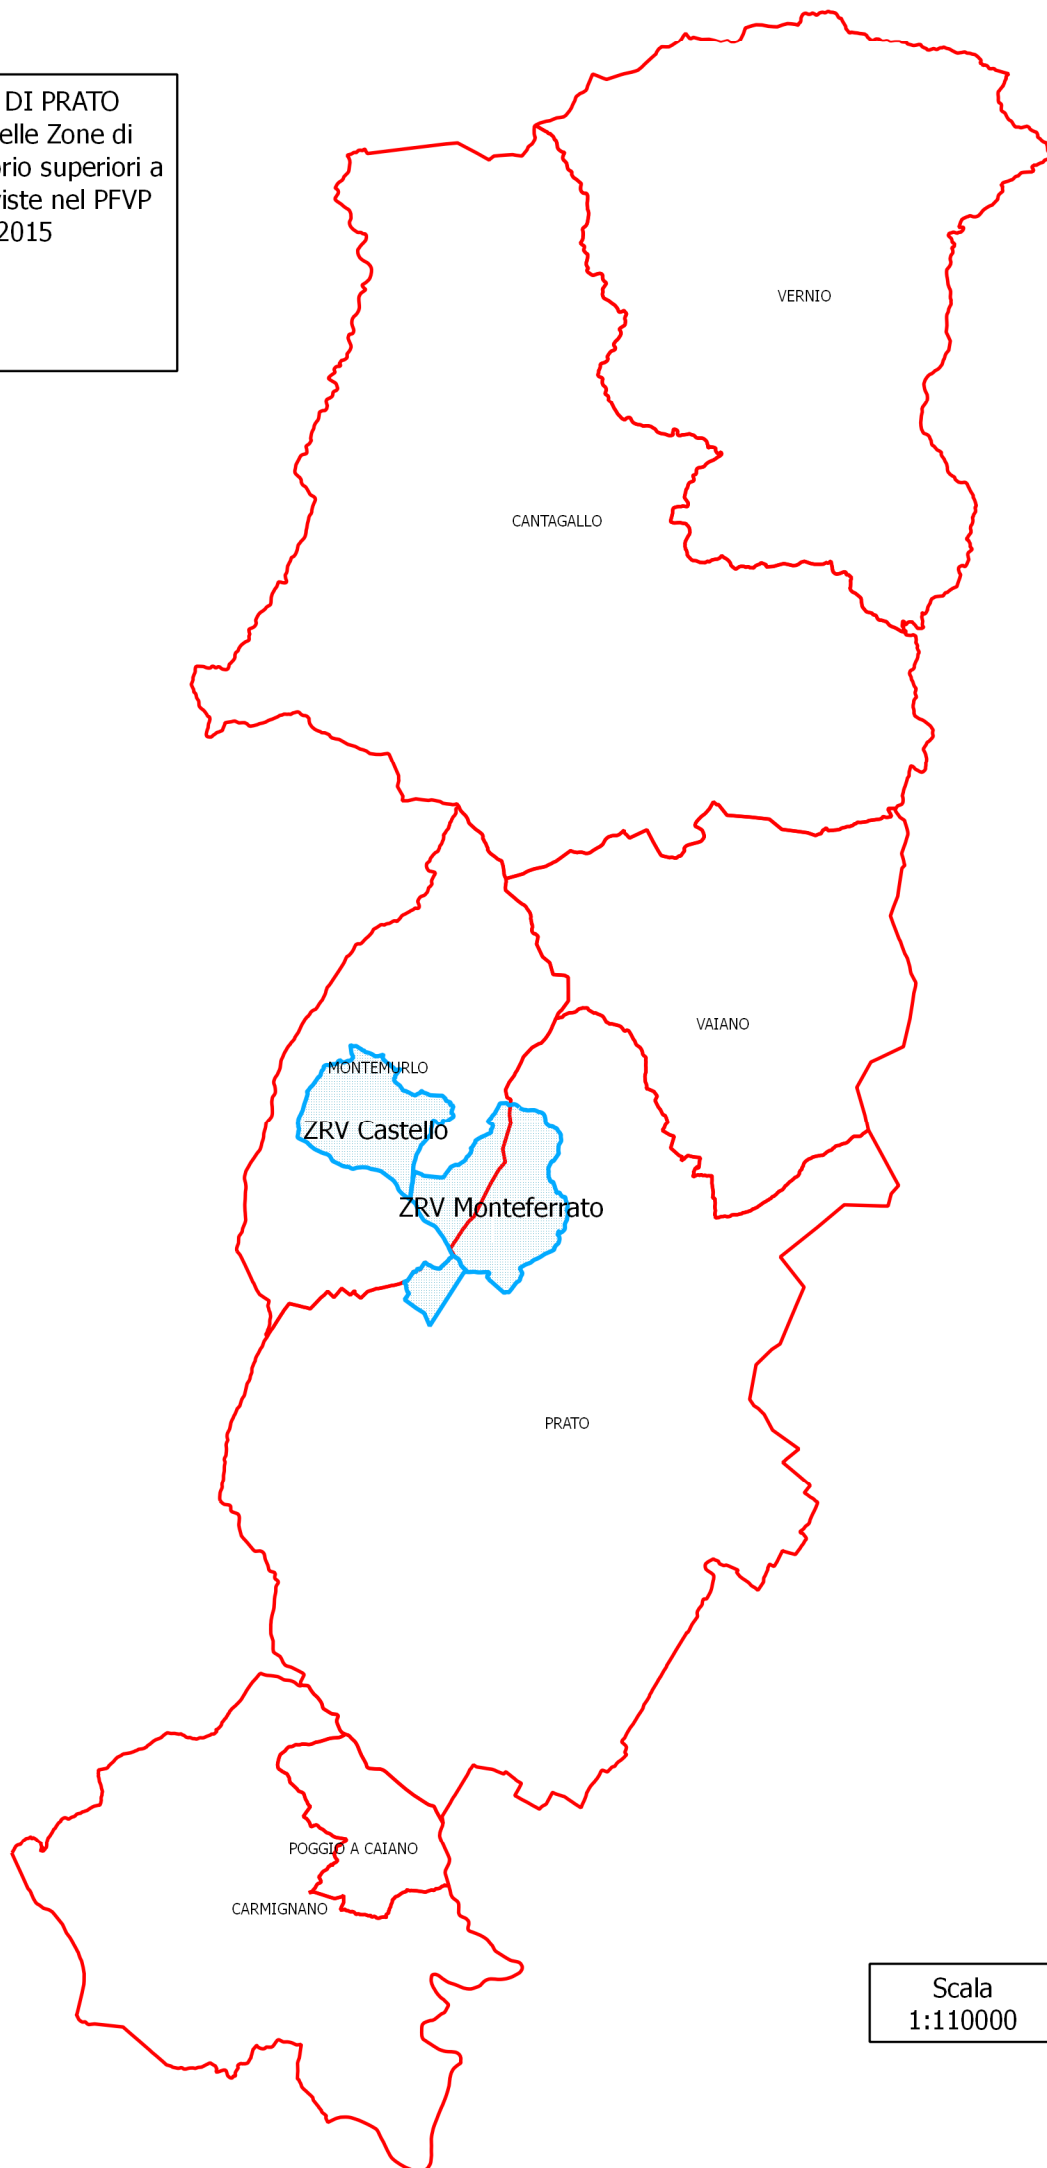 DI PRATO
elle Zone di
rio superiori a
iste nel PFVP
2015
VERNIO
CANTAGALLO
VAIANO
MONTEMURLO
ZRV Castello
ZRV Monteferrato
PRATO
POGGIO A CAIANO
CARMIGNANO
Scala
1:110000